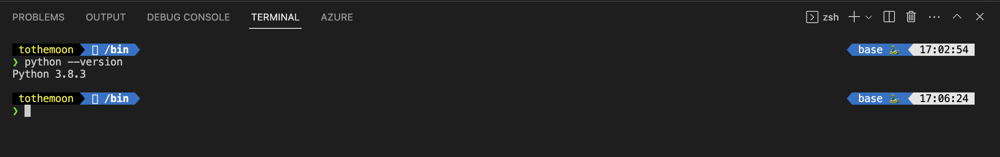 PROBLEMS OUTPUT DEBUG CONSOLE TERMINAL AZURE zsh
tothemoon /bin base 🐍 17:02:54
❯ python --version
Python 3.8.3
tothemoon /bin base 🐍 17:06:24
❯